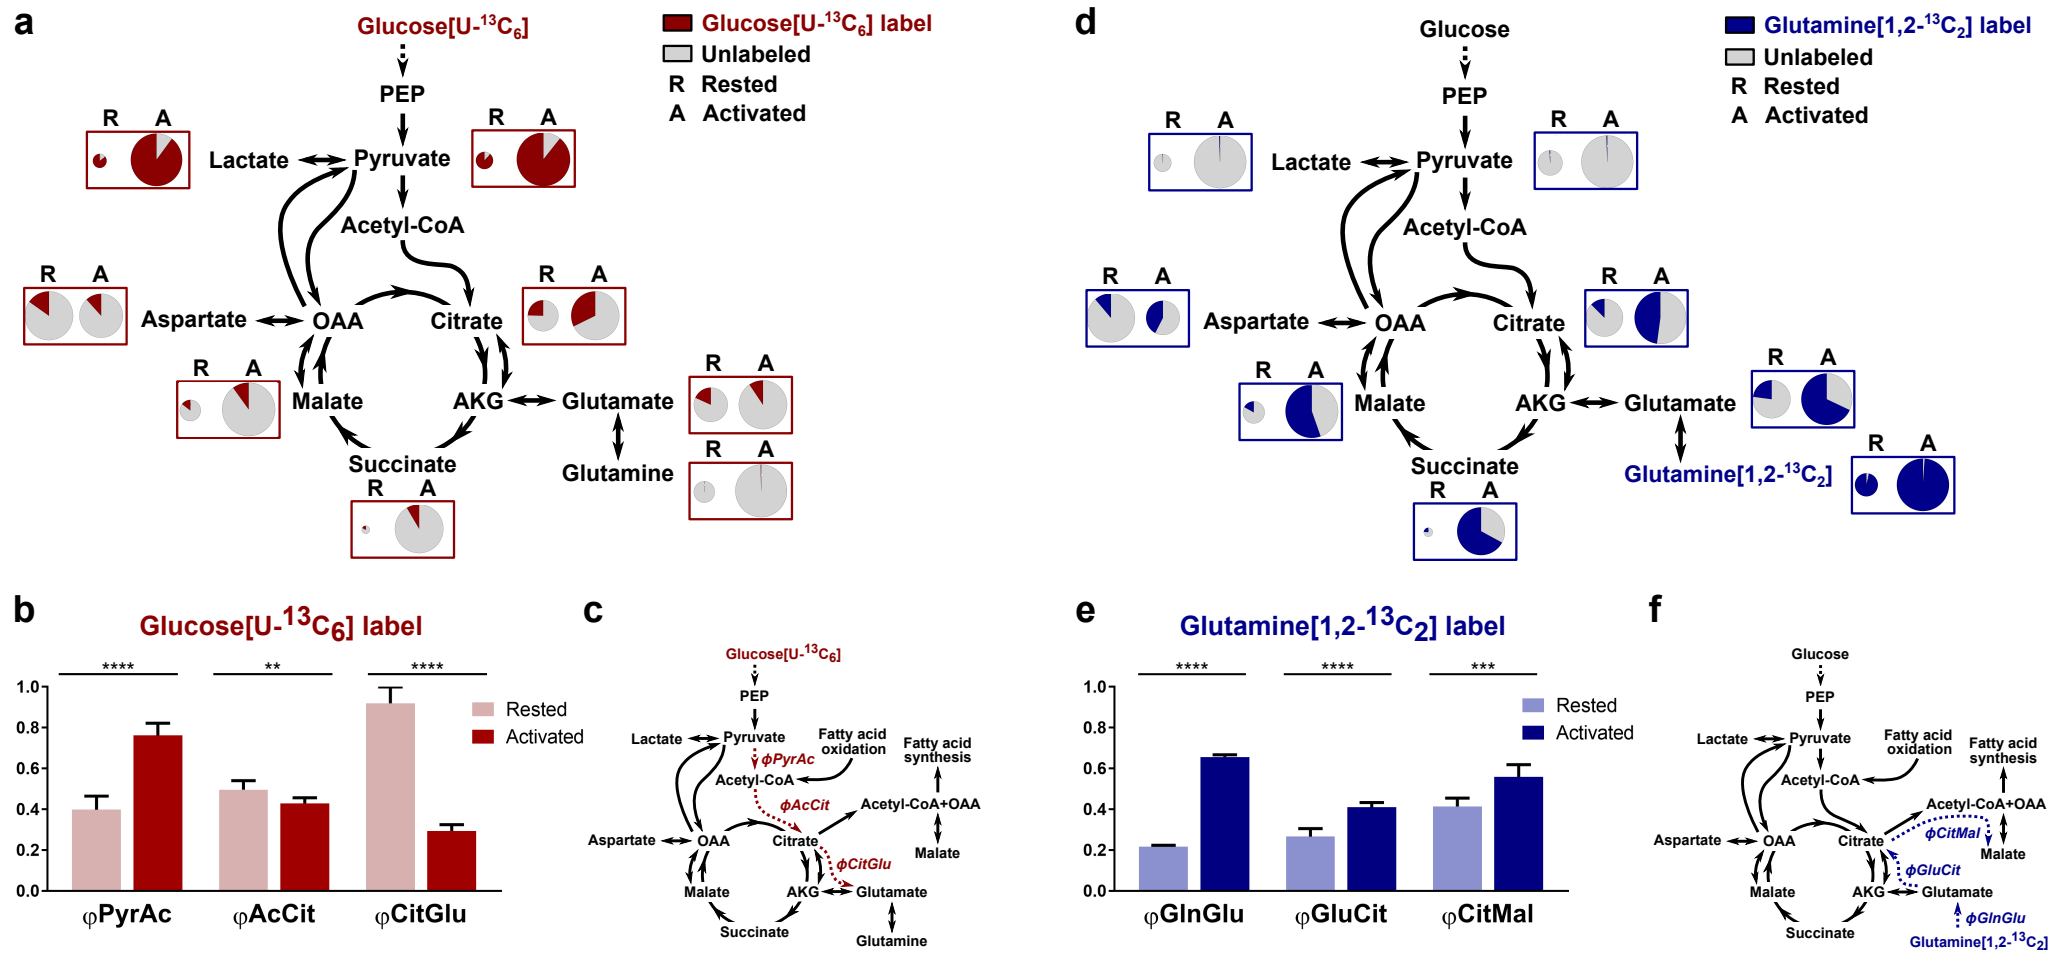 a
Glucose[U-¹³C₆]
Glucose[U-¹³C₆] label
Unlabeled
R Rested
A Activated
PEP
R A
R A
Lactate
Pyruvate
Acetyl-CoA
R A
R A
Aspartate
OAA
Citrate
R A
R A
Malate
AKG
Glutamate
R A
Succinate
Glutamine
R A
d
Glucose
Glutamine[1,2-¹³C₂] label
Unlabeled
R Rested
A Activated
PEP
R A
R A
Lactate
Pyruvate
Acetyl-CoA
R A
R A
Aspartate
OAA
Citrate
R A
R A
Malate
AKG
Glutamate
R A
Succinate
Glutamine[1,2-¹³C₂]
R A
b
Glucose[U-¹³C₆] label
**** ** ****
1.0
0.8
0.6
0.4
0.2
0.0
Rested
Activated
φPyrAc φAcCit φCitGlu
c
Glucose[U-¹³C₆]
PEP
Lactate
Pyruvate
Fatty acid
oxidation
Fatty acid
synthesis
ϕPyrAc
Acetyl-CoA
ϕAcCit
Acetyl-CoA+OAA
Aspartate
OAA
Citrate
Malate
ϕCitGlu
Malate
AKG
Glutamate
Succinate
Glutamine
e
Glutamine[1,2-¹³C₂] label
**** **** ***
1.0
0.8
0.6
0.4
0.2
0.0
Rested
Activated
φGlnGlu φGluCit φCitMal
f
Glucose
PEP
Lactate
Pyruvate
Fatty acid
oxidation
Fatty acid
synthesis
Acetyl-CoA
Acetyl-CoA+OAA
ϕCitMal
Aspartate
OAA
Citrate
Malate
ϕGluCit
Malate
AKG
Glutamate
ϕGlnGlu
Succinate
Glutamine[1,2-¹³C₂]